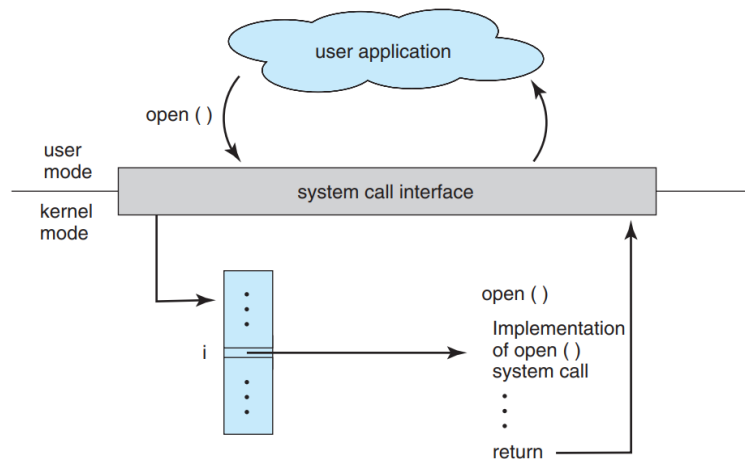 user application
open ( )
user
mode
system call interface
kernel
mode
open ( )
Implementation
of open ( )
system call
i
return